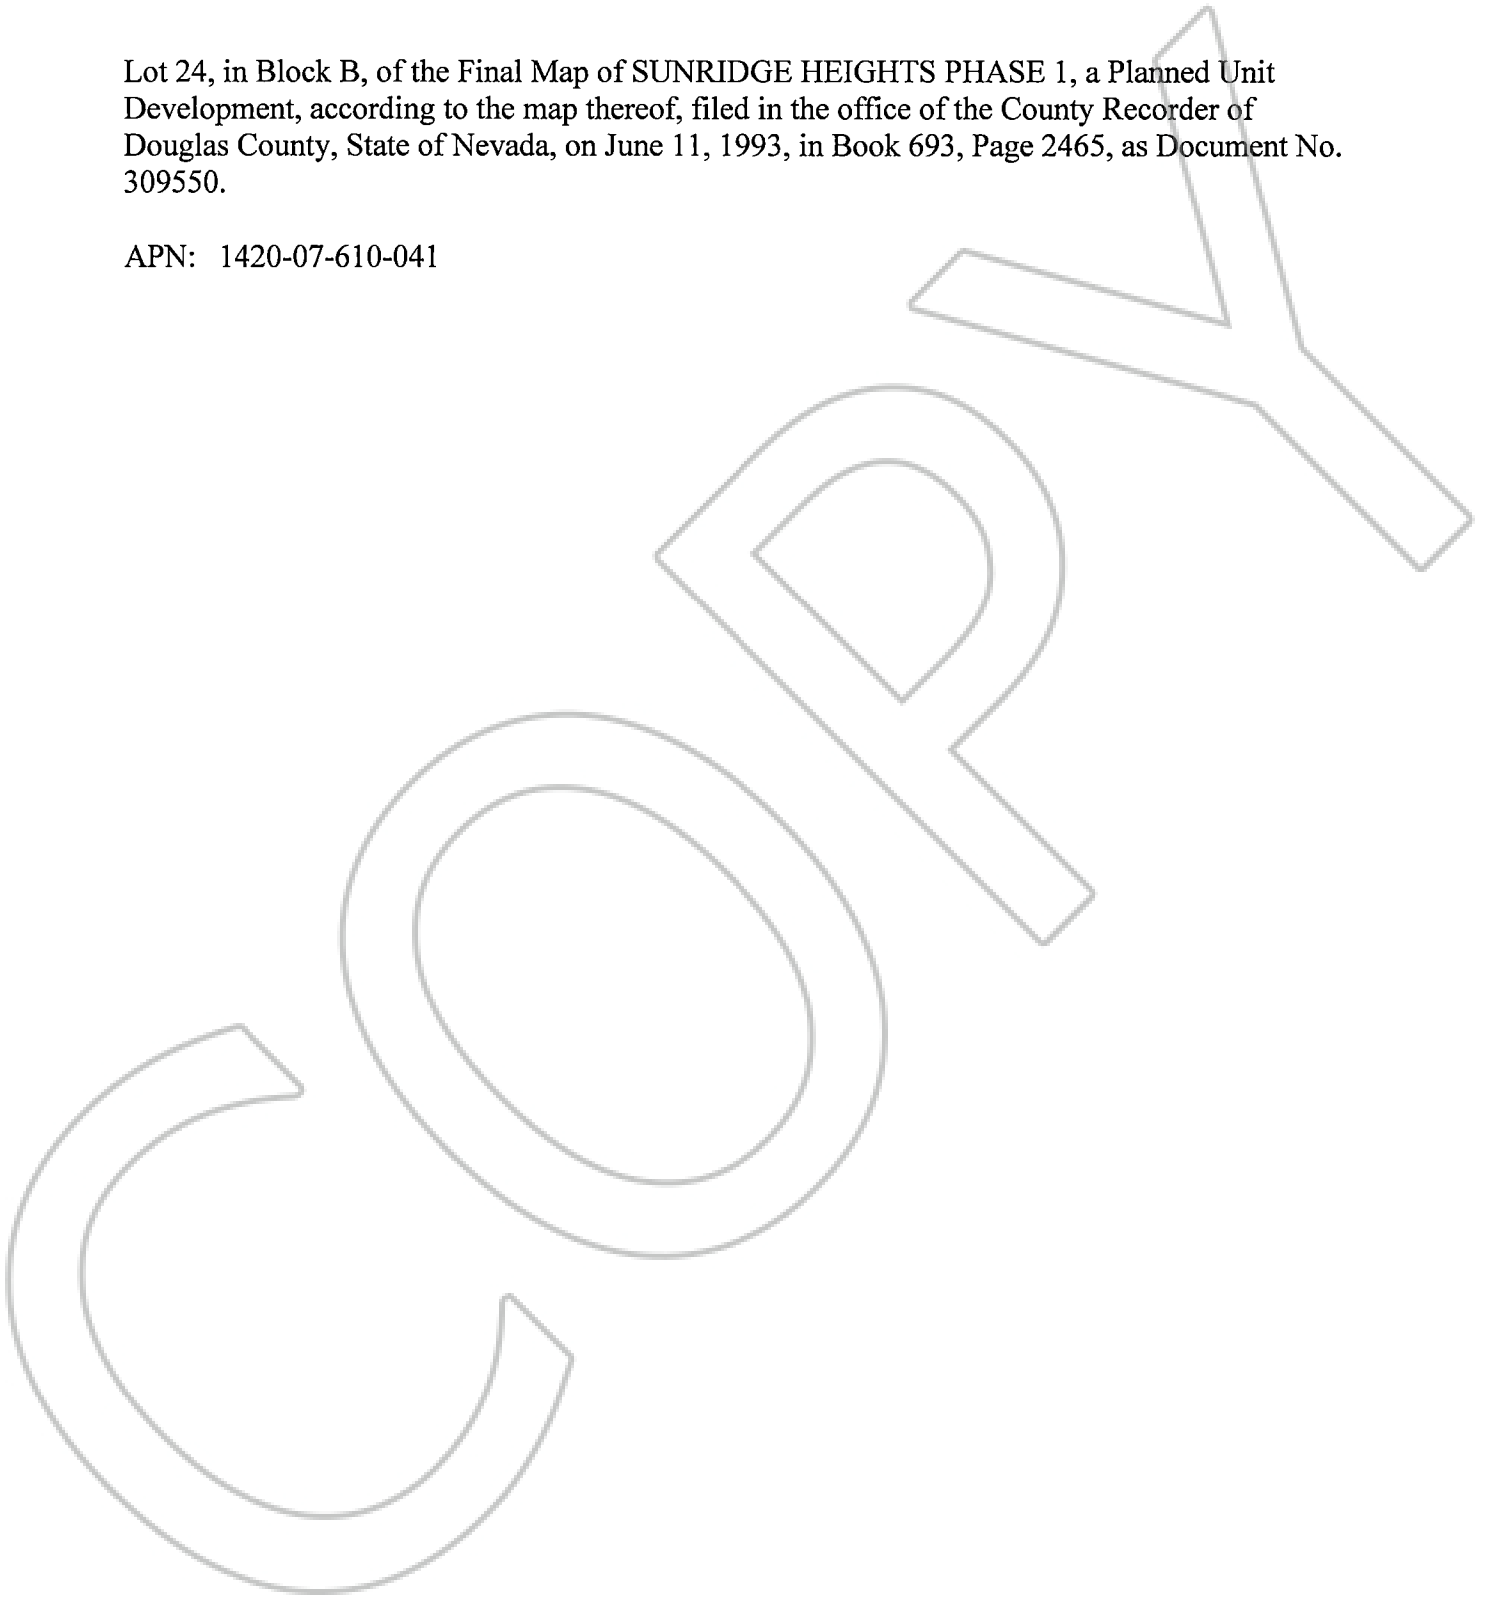 Lot 24, in Block B, of the Final Map of SUNRIDGE HEIGHTS PHASE 1, a Planned Unit
Development, according to the map thereof, filed in the office of the County Recorder of
Douglas County, State of Nevada, on June 11, 1993, in Book 693, Page 2465, as Document No.
309550.
APN: 1420-07-610-041
COPY